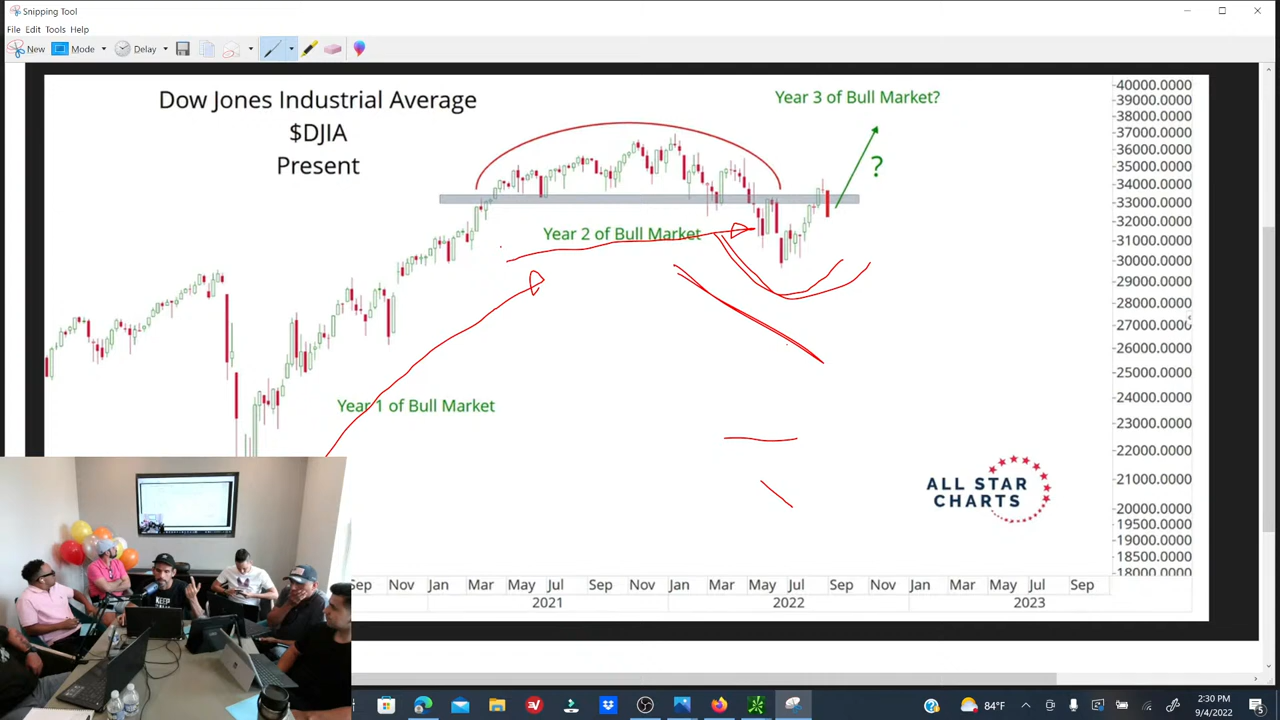 Snipping Tool
File Edit Tools Help
New Mode Delay
Dow Jones Industrial Average
$DJIA
Present
Year 3 of Bull Market?
?
Year 2 of Bull Market
Year 1 of Bull Market
ALL STAR
CHARTS
40000.0000
39000.0000
38000.0000
37000.0000
36000.0000
35000.0000
34000.0000
33000.0000
32000.0000
31000.0000
30000.0000
29000.0000
28000.0000
27000.0000
26000.0000
25000.0000
24000.0000
23000.0000
22000.0000
21000.0000
20000.0000
19500.0000
19000.0000
18500.0000
18000.0000
Sep Nov Jan Mar May Jul Sep Nov Jan Mar May Jul Sep Nov Jan Mar May Jul Sep
2021 2022 2023
84°F
2:30 PM
9/4/2022